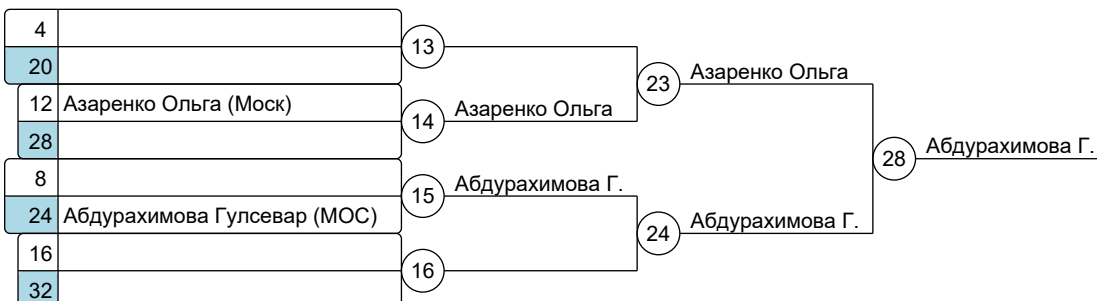 4
13
20
23
Азаренко Ольга
12 Азаренко Ольга (Моск)
14
Азаренко Ольга
28
28
Абдурахимова Г.
8
15
Абдурахимова Г.
24 Абдурахимова Гулсевар (МОС)
24
Абдурахимова Г.
16
16
32